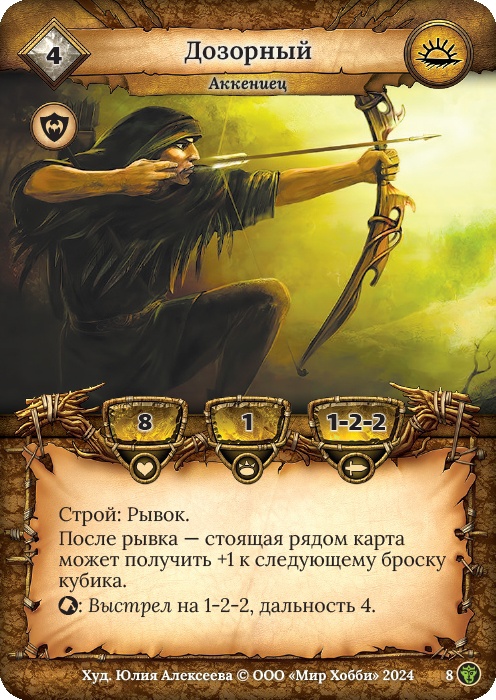 4
Дозорный
Аккениец
8
1
1-2-2
Строй: Рывок.
После рывка — стоящая рядом карта
может получить +1 к следующему броску
кубика.
: Выстрел на 1-2-2, дальность 4.
Худ. Юлия Алексеева © ООО «Мир Хобби» 2024
8